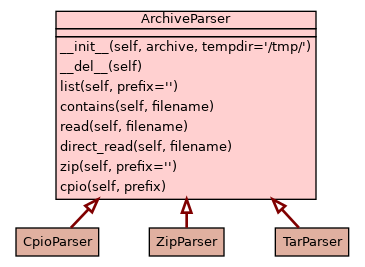 ArchiveParser
__init__(self, archive, tempdir='/tmp/')
__del__(self)
list(self, prefix='')
contains(self, filename)
read(self, filename)
direct_read(self, filename)
zip(self, prefix='')
cpio(self, prefix)
CpioParser
ZipParser
TarParser